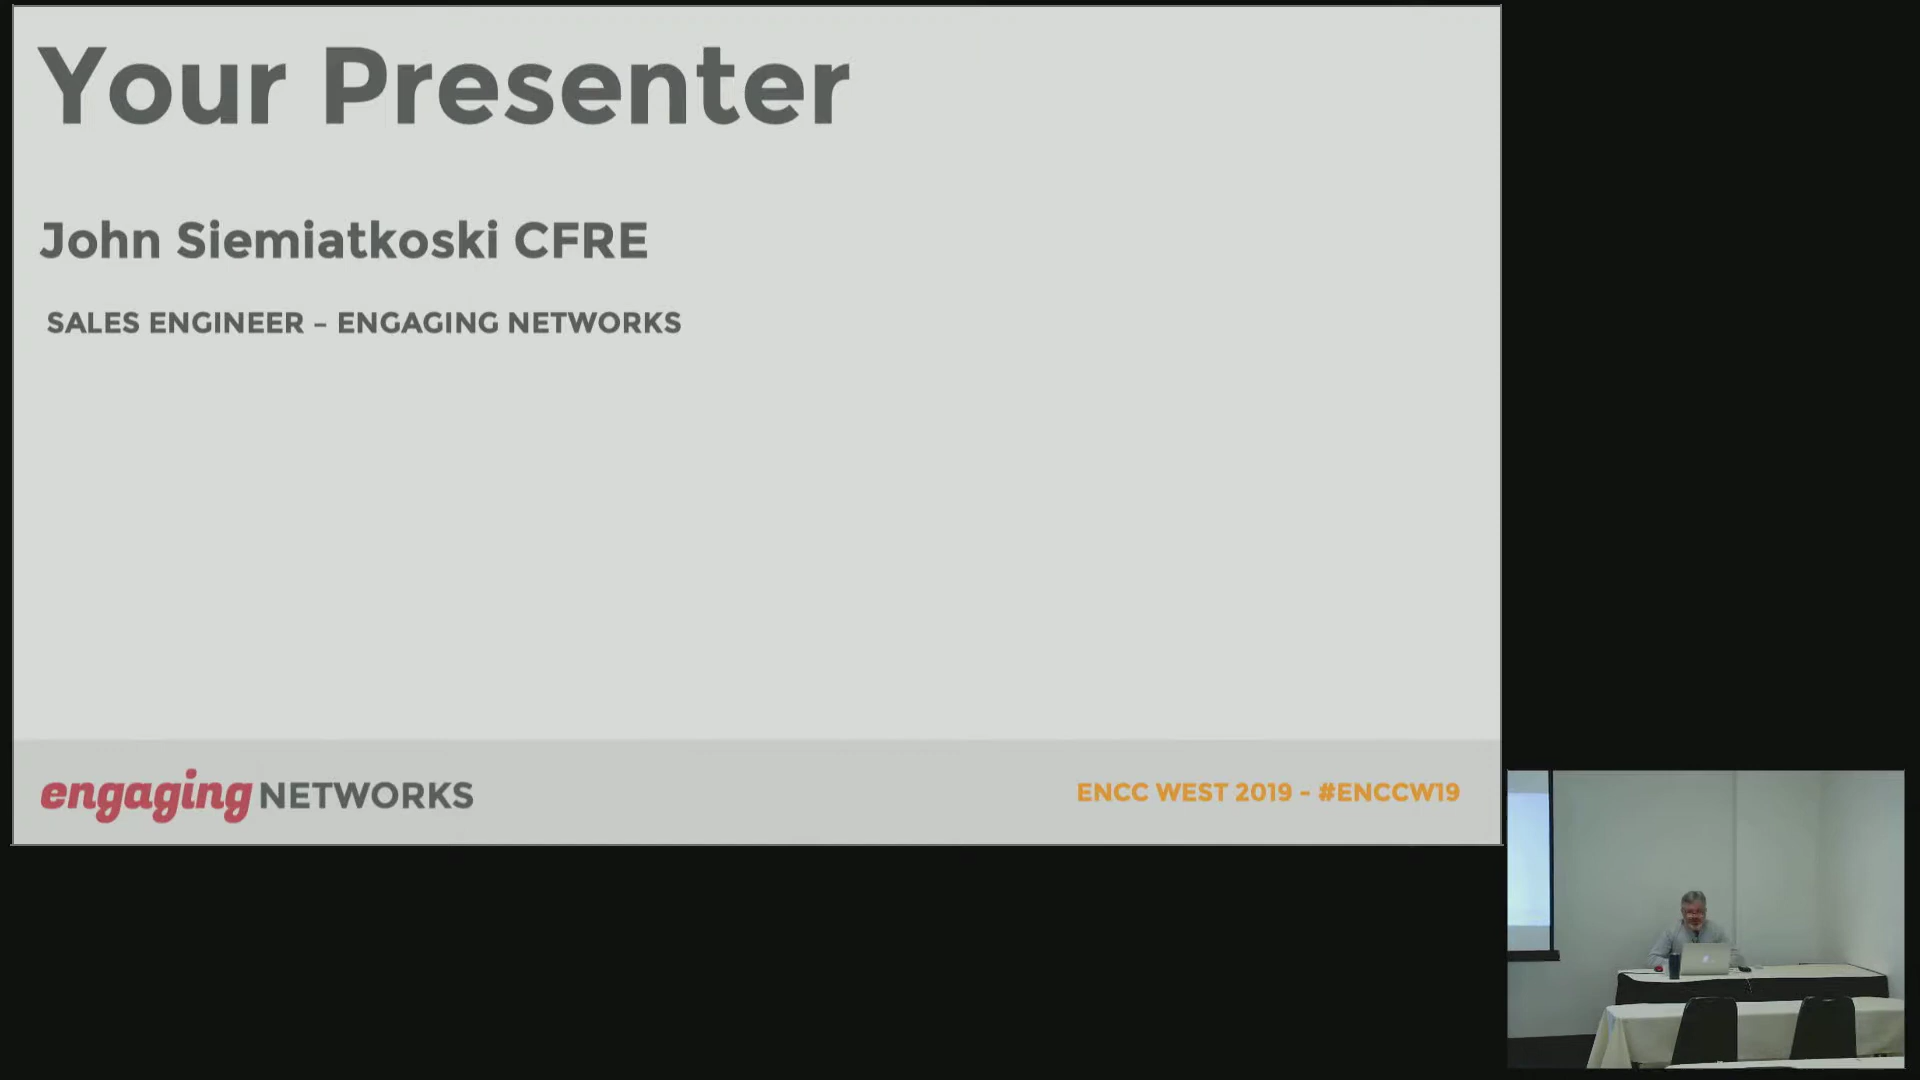 Your Presenter
John Siemiatkoski CFRE
SALES ENGINEER – ENGAGING NETWORKS
engaging NETWORKS
ENCC WEST 2019 - #ENCCW19